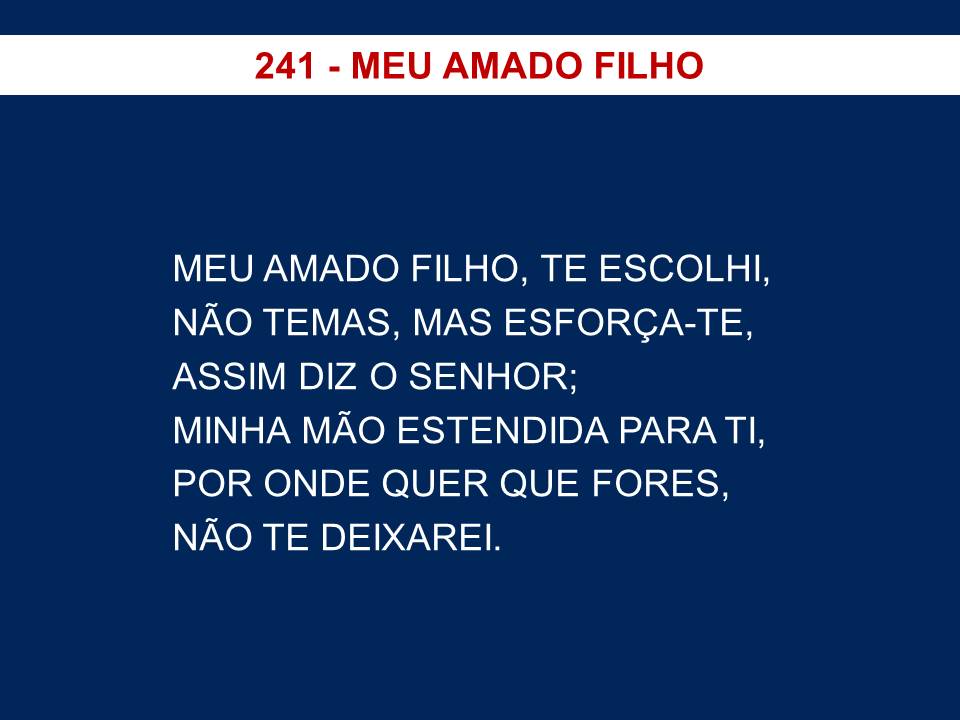 241 - MEU AMADO FILHO
MEU AMADO FILHO, TE ESCOLHI,
NÃO TEMAS, MAS ESFORÇA-TE,
ASSIM DIZ O SENHOR;
MINHA MÃO ESTENDIDA PARA TI,
POR ONDE QUER QUE FORES,
NÃO TE DEIXAREI.